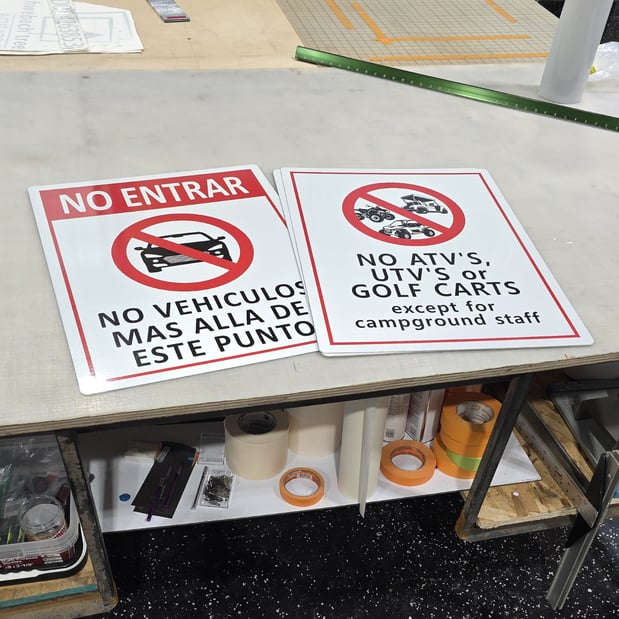 NO ENTRAR
NO VEHICULOS
MAS ALLA DE
ESTE PUNTO
NO ATV'S,
UTV'S or
GOLF CARTS
except for
campground staff